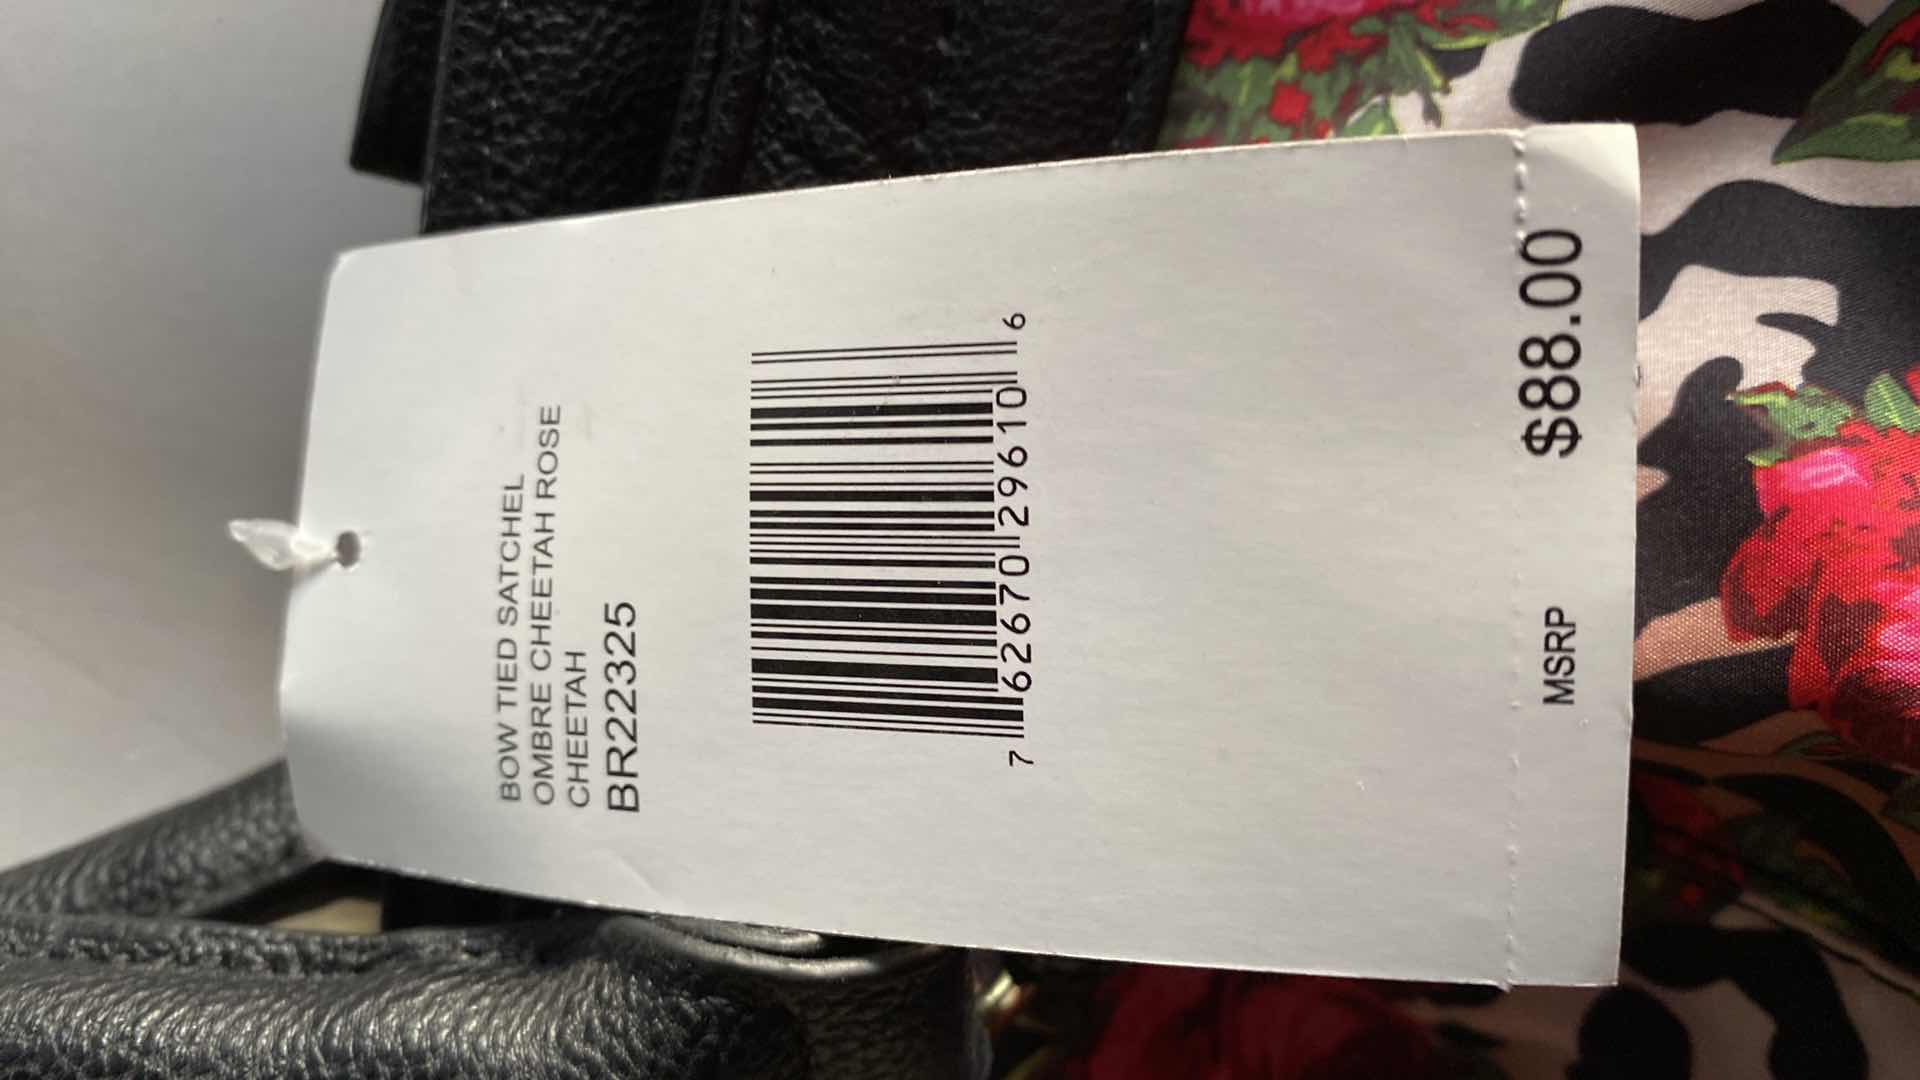 BOW TIED SATCHEL
OMBRE CHEETAH ROSE
CHEETAH
BR22325
7 62670 29610 6
MSRP $88.00